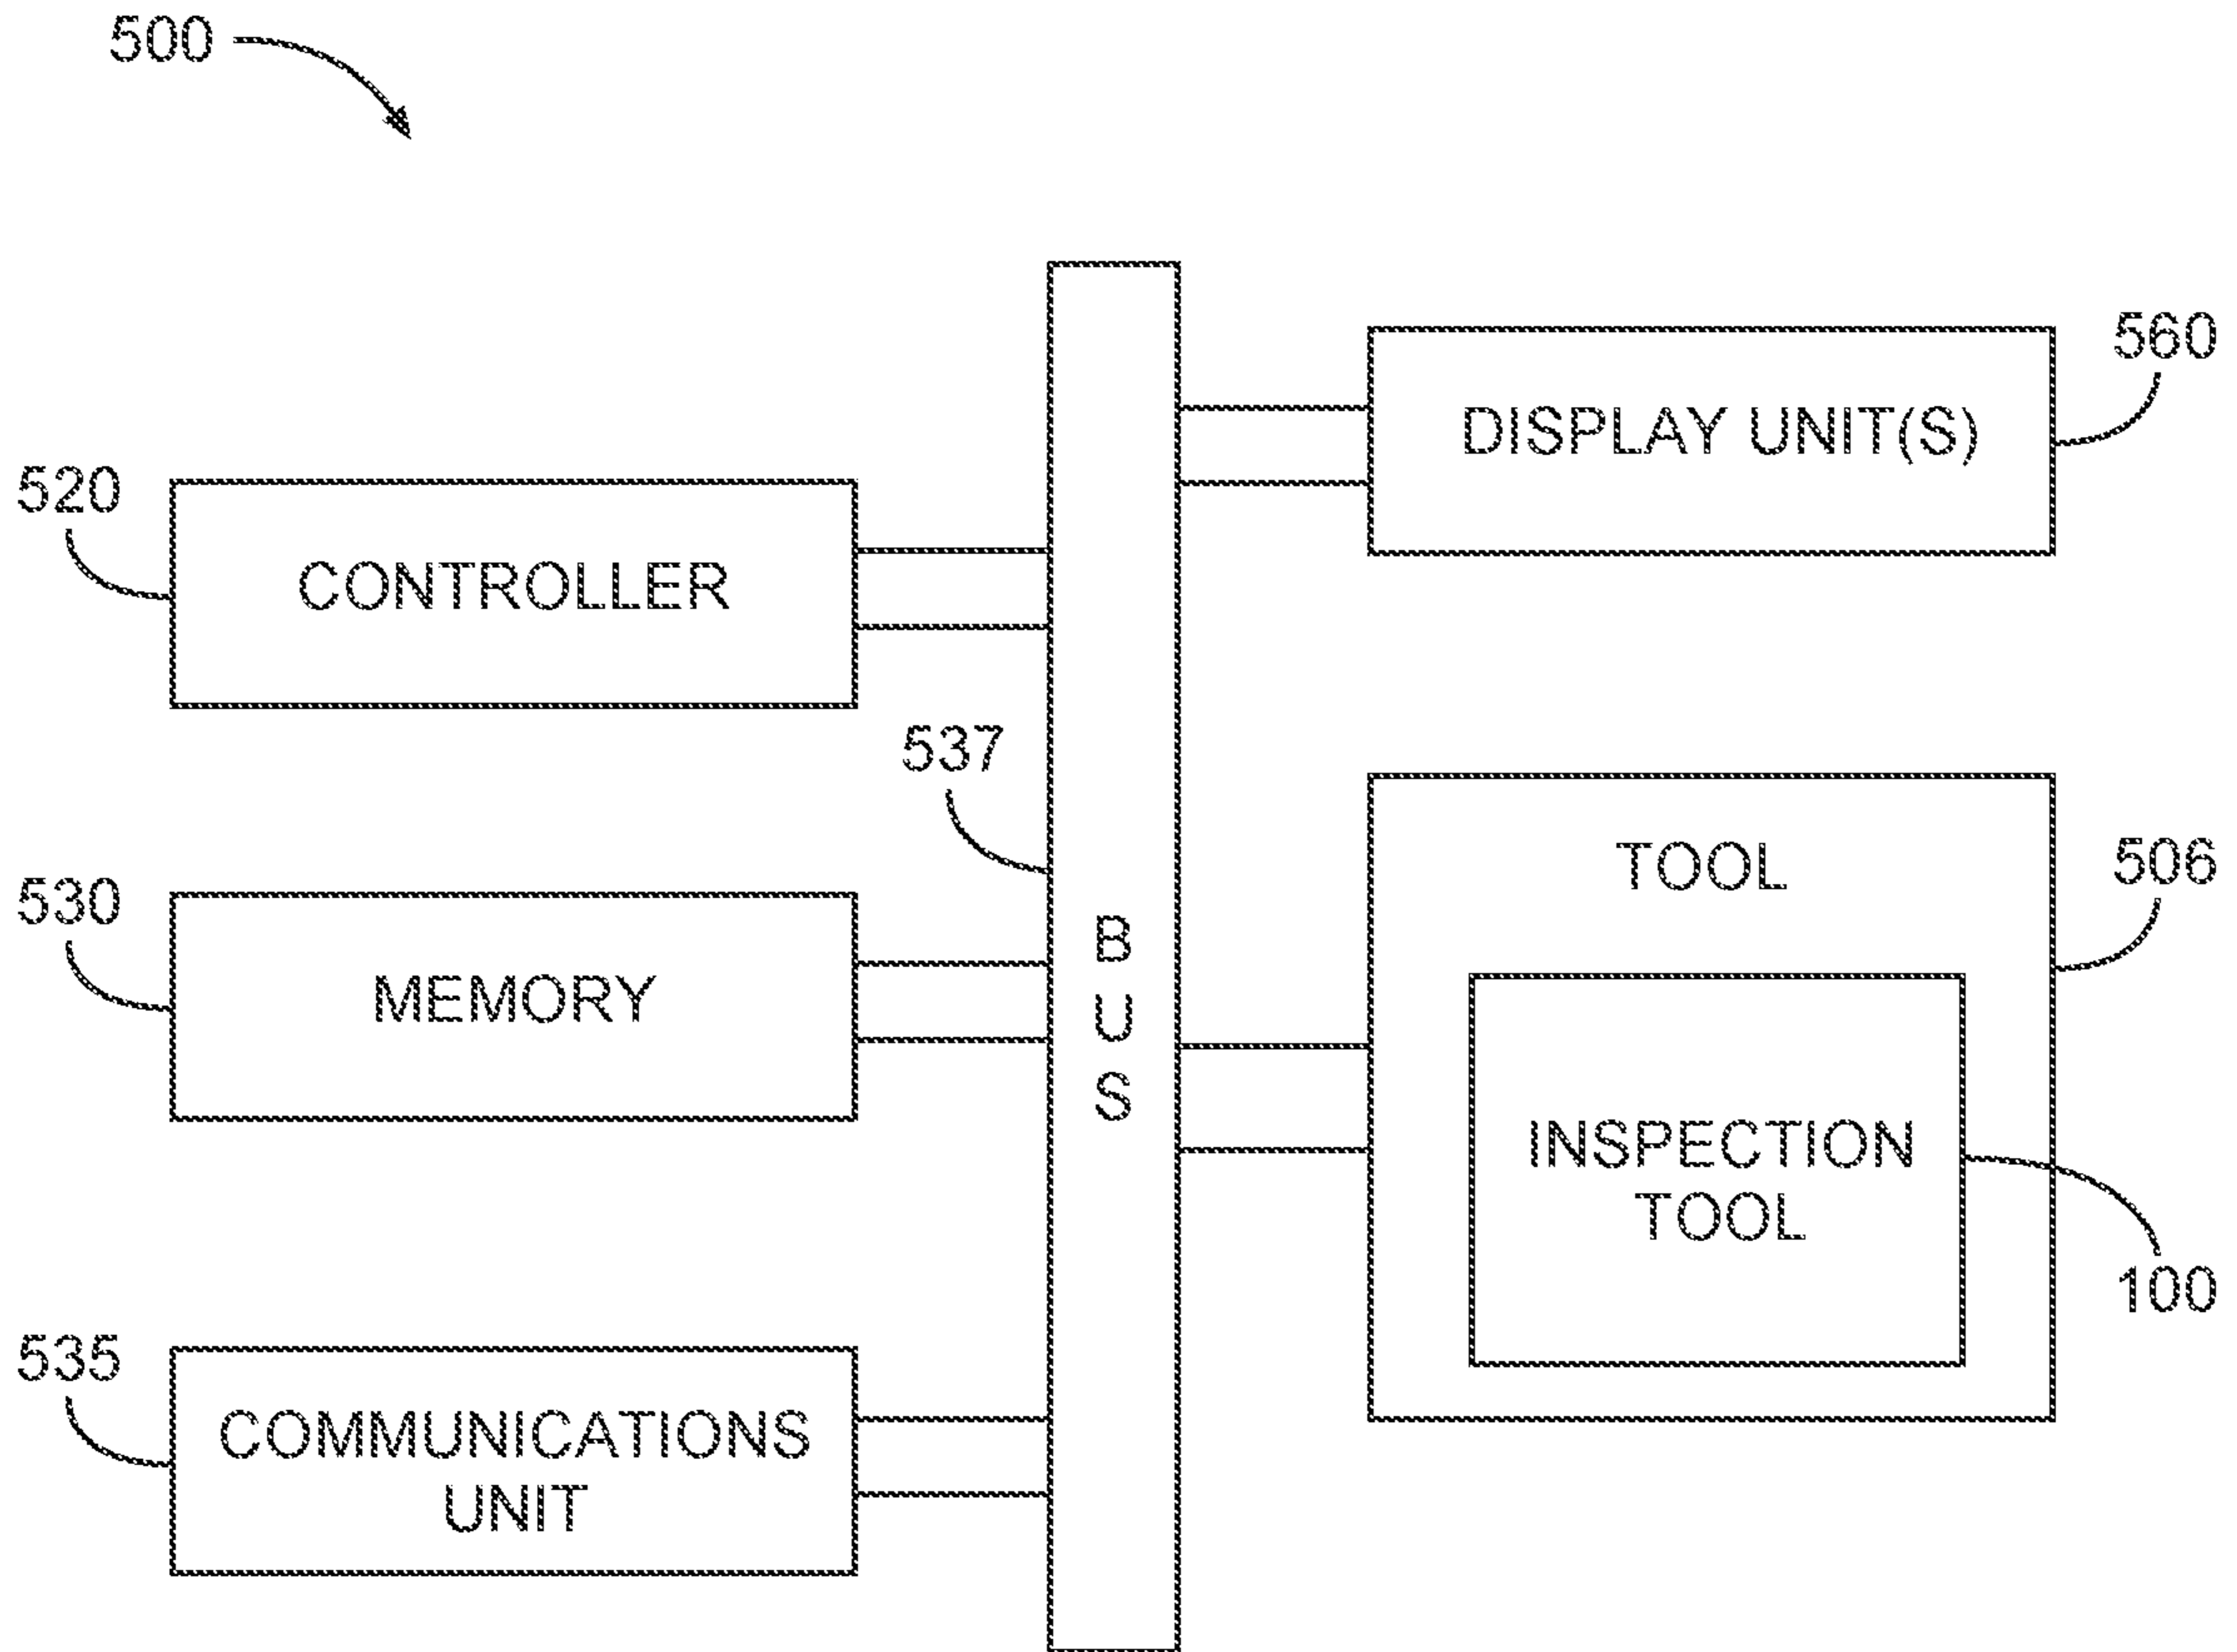 500
560
DISPLAY UNIT(S)
520
CONTROLLER
537
TOOL
506
530
MEMORY
B
U
S
INSPECTION
TOOL
100
535
COMMUNICATIONS
UNIT